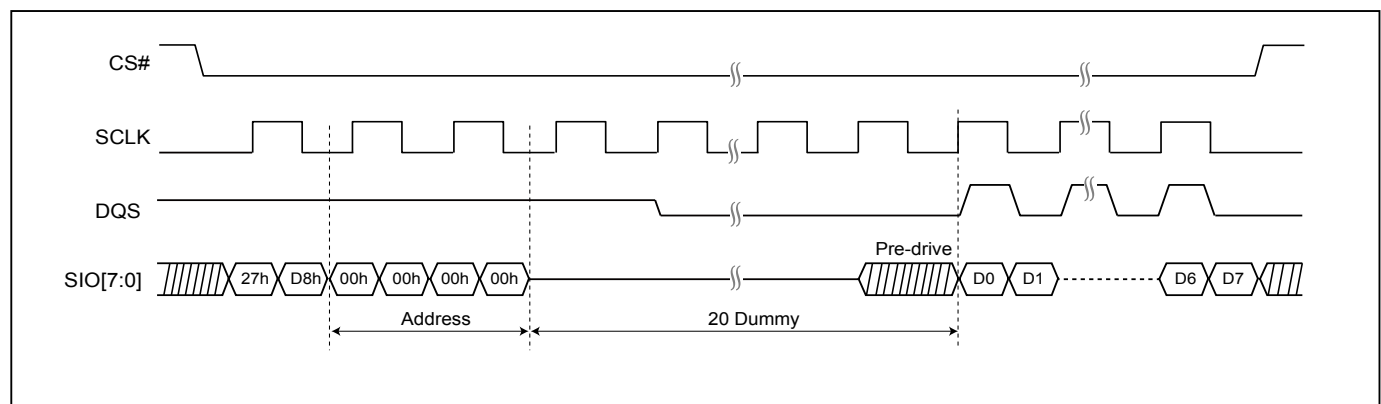 CS#
SCLK
DQS
Pre-drive
SIO[7:0] 27h D8h 00h 00h 00h 00h D0 D1 D6 D7
Address 20 Dummy